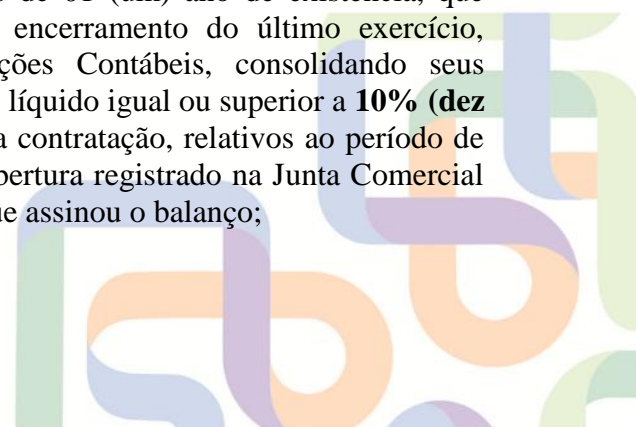 de 01 (um) ano de existência, que
encerramento do último exercício,
ções Contábeis, consolidando seus
líquido igual ou superior a 10% (dez
a contratação, relativos ao período de
bertura registrado na Junta Comercial
ue assinou o balanço;